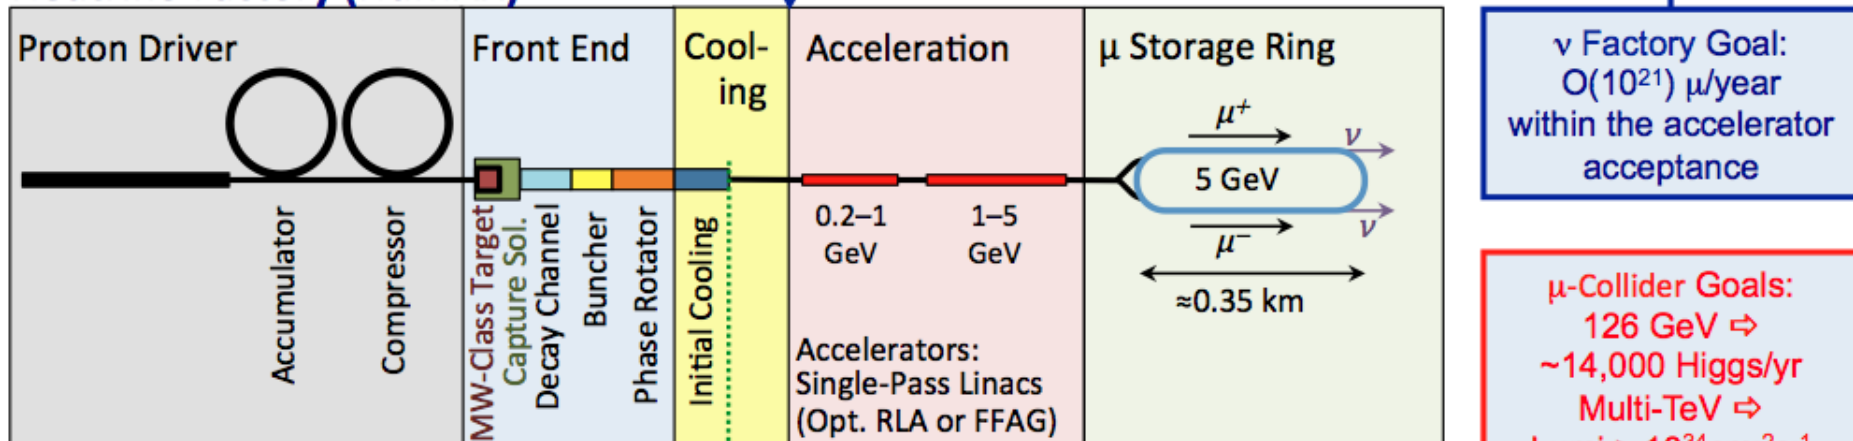 Proton Driver
Accumulator
Compressor
Front End
MW-Class Target
Capture Sol.
Decay Channel
Buncher
Phase Rotator
Cool-
ing
Initial Cooling
Acceleration
0.2–1
GeV
1–5
GeV
Accelerators:
Single-Pass Linacs
(Opt. RLA or FFAG)
μ Storage Ring
μ+
ν
5 GeV
ν
μ−
≈0.35 km
ν Factory Goal:
O(10²¹) μ/year
within the accelerator
acceptance
μ-Collider Goals:
126 GeV ⇨
~14,000 Higgs/yr
Multi-TeV ⇨